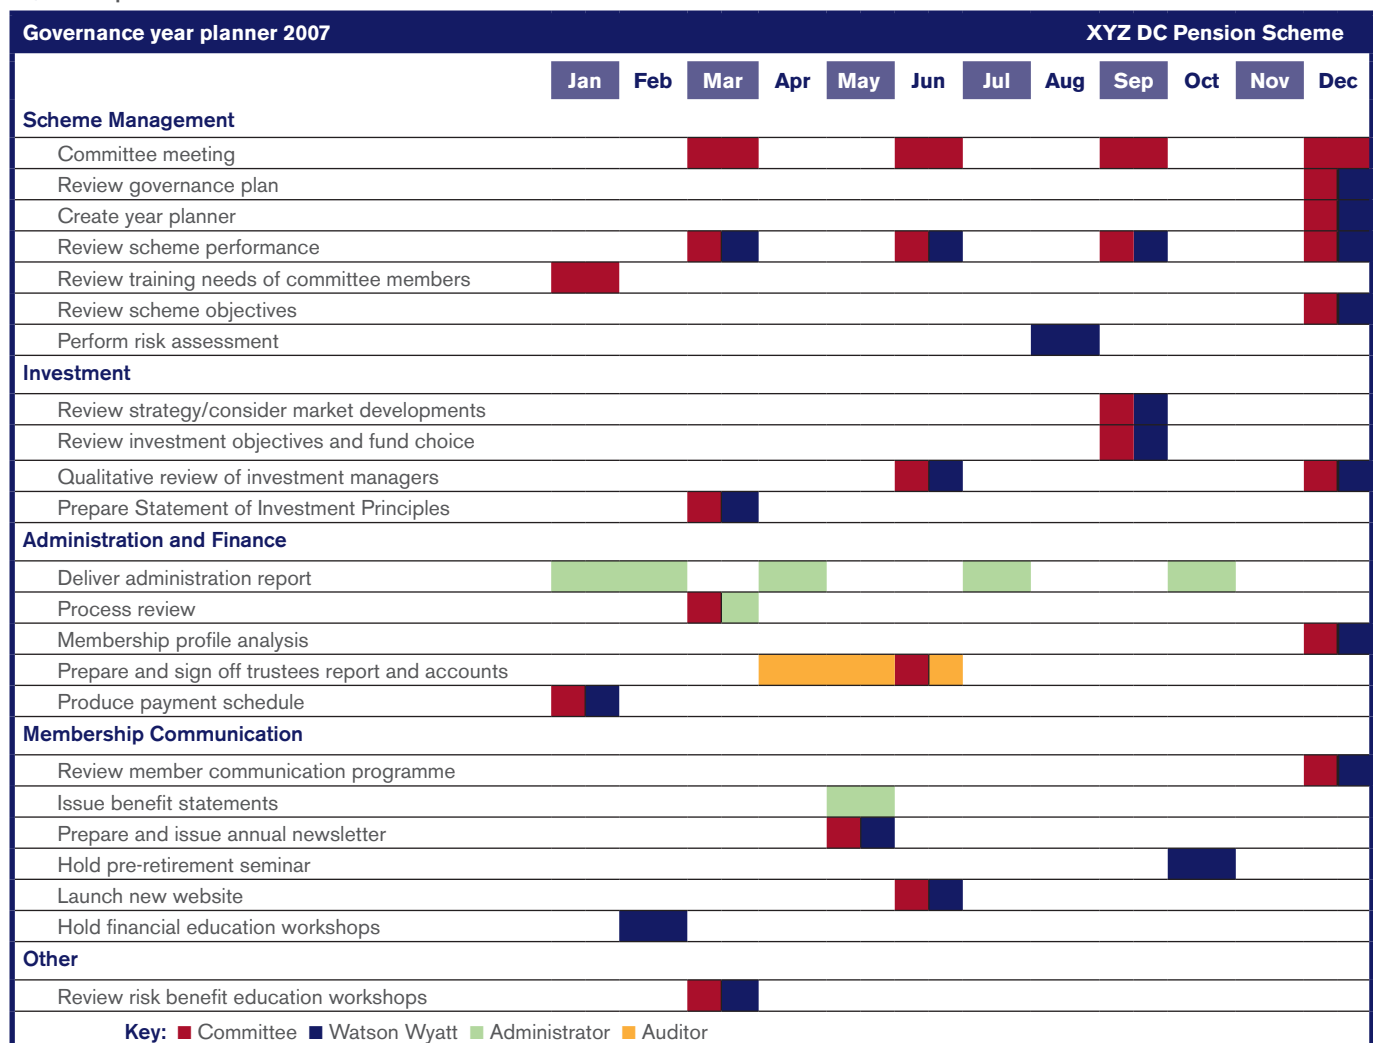 Governance year planner 2007 XYZ DC Pension Scheme
Jan Feb Mar Apr May Jun Jul Aug Sep Oct Nov Dec
Scheme Management
Committee meeting
Review governance plan
Create year planner
Review scheme performance
Review training needs of committee members
Review scheme objectives
Perform risk assessment
Investment
Review strategy/consider market developments
Review investment objectives and fund choice
Qualitative review of investment managers
Prepare Statement of Investment Principles
Administration and Finance
Deliver administration report
Process review
Membership profile analysis
Prepare and sign off trustees report and accounts
Produce payment schedule
Membership Communication
Review member communication programme
Issue benefit statements
Prepare and issue annual newsletter
Hold pre-retirement seminar
Launch new website
Hold financial education workshops
Other
Review risk benefit education workshops
Key: Committee Watson Wyatt Administrator Auditor